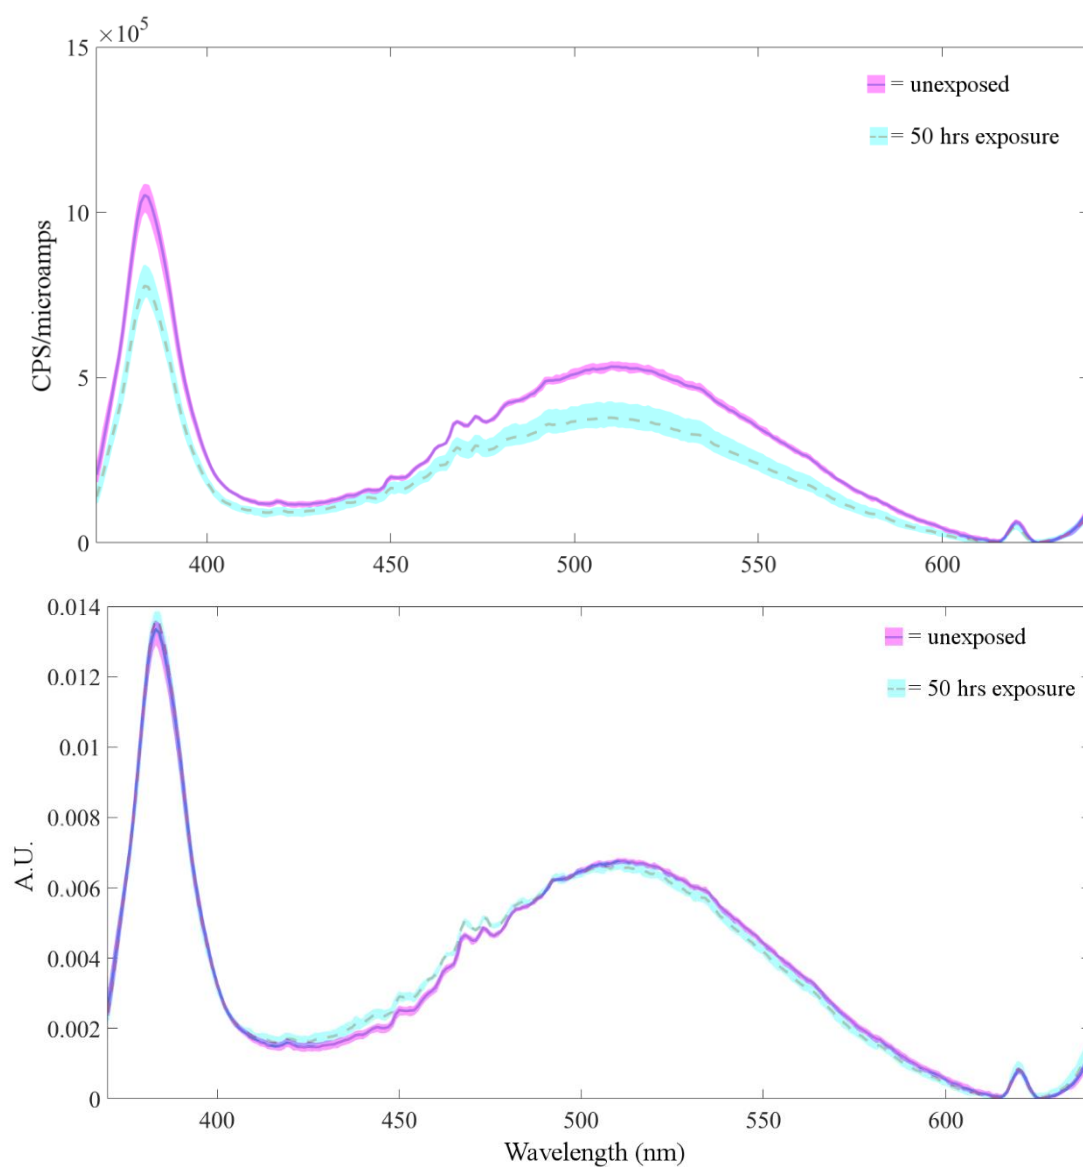 ×10⁵
15
= unexposed
= 50 hrs exposure
10
CPS/microamps
5
0
400 450 500 550 600
0.014
= unexposed
0.012
= 50 hrs exposure
0.01
0.008
A.U.
0.006
0.004
0.002
0
400 450 500 550 600
Wavelength (nm)